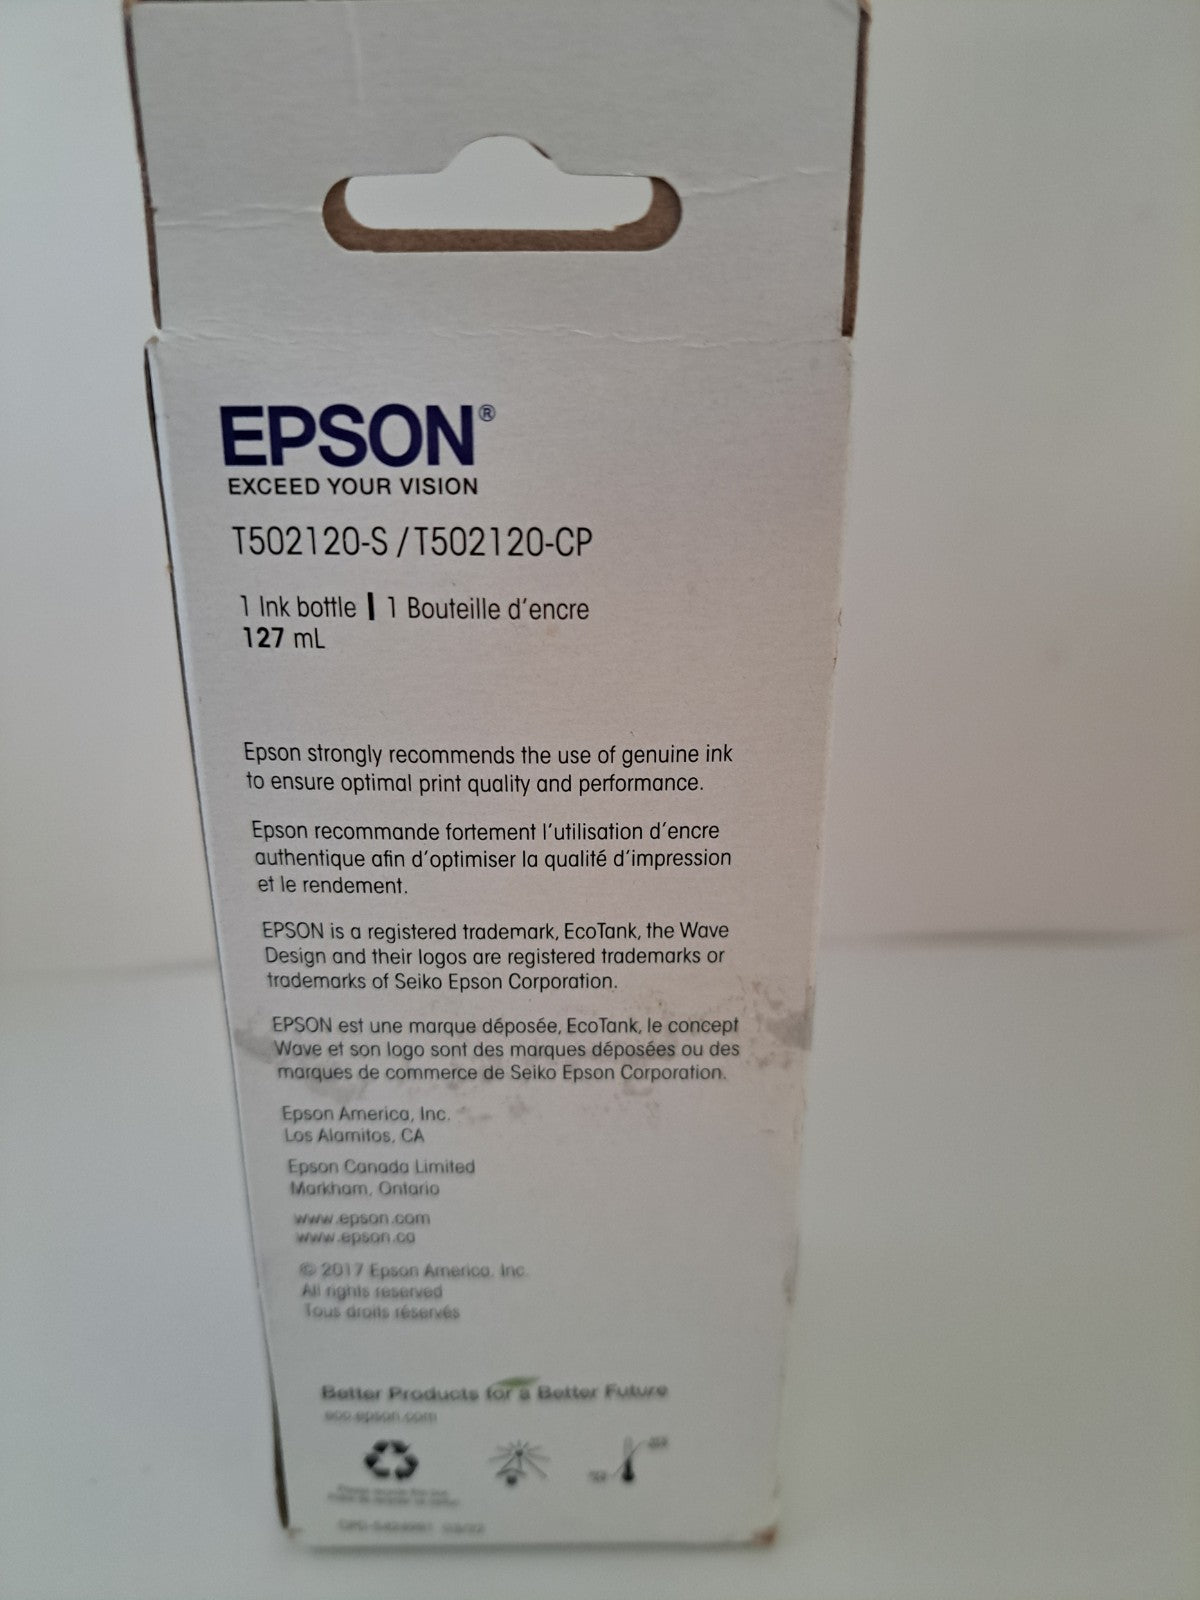 EPSON®
EXCEED YOUR VISION
T502120-S / T502120-CP
1 Ink bottle | 1 Bouteille d'encre
127 mL
Epson strongly recommends the use of genuine ink
to ensure optimal print quality and performance.
Epson recommande fortement l'utilisation d'encre
authentique afin d'optimiser la qualité d'impression
et le rendement.
EPSON is a registered trademark, EcoTank, the Wave
Design and their logos are registered trademarks or
trademarks of Seiko Epson Corporation.
EPSON est une marque déposée, EcoTank, le concept
Wave et son logo sont des marques déposées ou des
marques de commerce de Seiko Epson Corporation.
Epson America, Inc.
Los Alamitos, CA
Epson Canada Limited
Markham, Ontario
www.epson.com
www.epson.ca
© 2017 Epson America, Inc.
All rights reserved
Tous droits réservés
Better Products for a Better Future
eco.epson.com